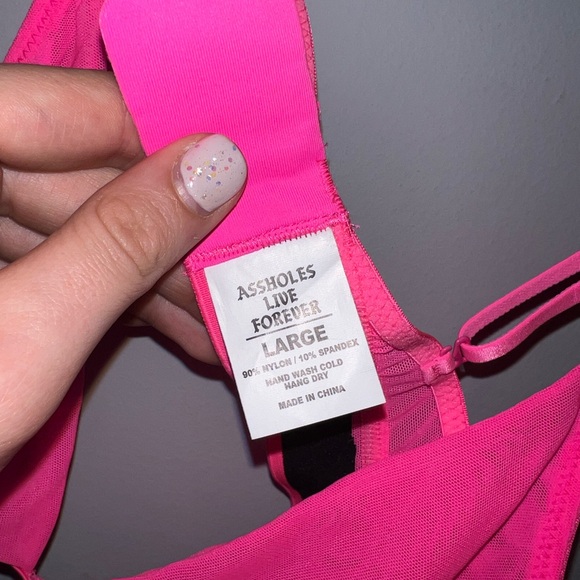 ASSHOLES
LIVE
FOREVER
LARGE
90% NYLON / 10% SPANDEX
HAND WASH COLD
HANG DRY
MADE IN CHINA